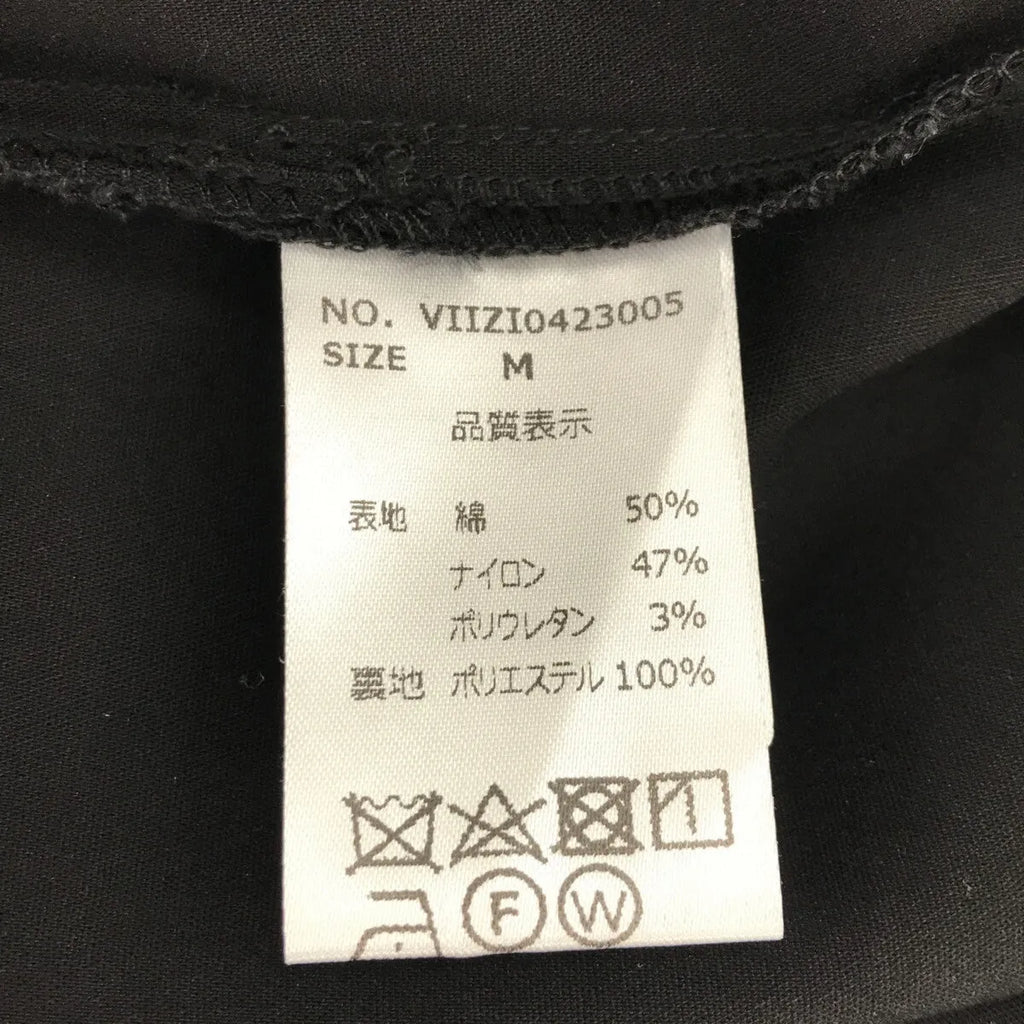 NO. VIIZI0423005
SIZE M
品質表示
表地 綿 50%
ナイロン 47%
ポリウレタン 3%
裏地 ポリエステル 100%
F W